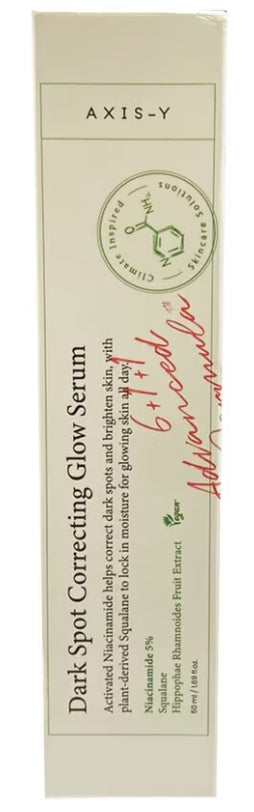 AXIS-Y
Climate Inspired
Skincare Solutions
O
NH₂
N
Dark Spot Correcting Glow Serum
Activated Niacinamide helps correct dark spots and brighten skin, with
plant-derived Squalane to lock in moisture for glowing skin all day.
6+1+1
Advanced
Niacinamide 5%
Squalane
Hippophae Rhamnoides Fruit Extract
Vegan
50 ml / 1.69 fl.oz.